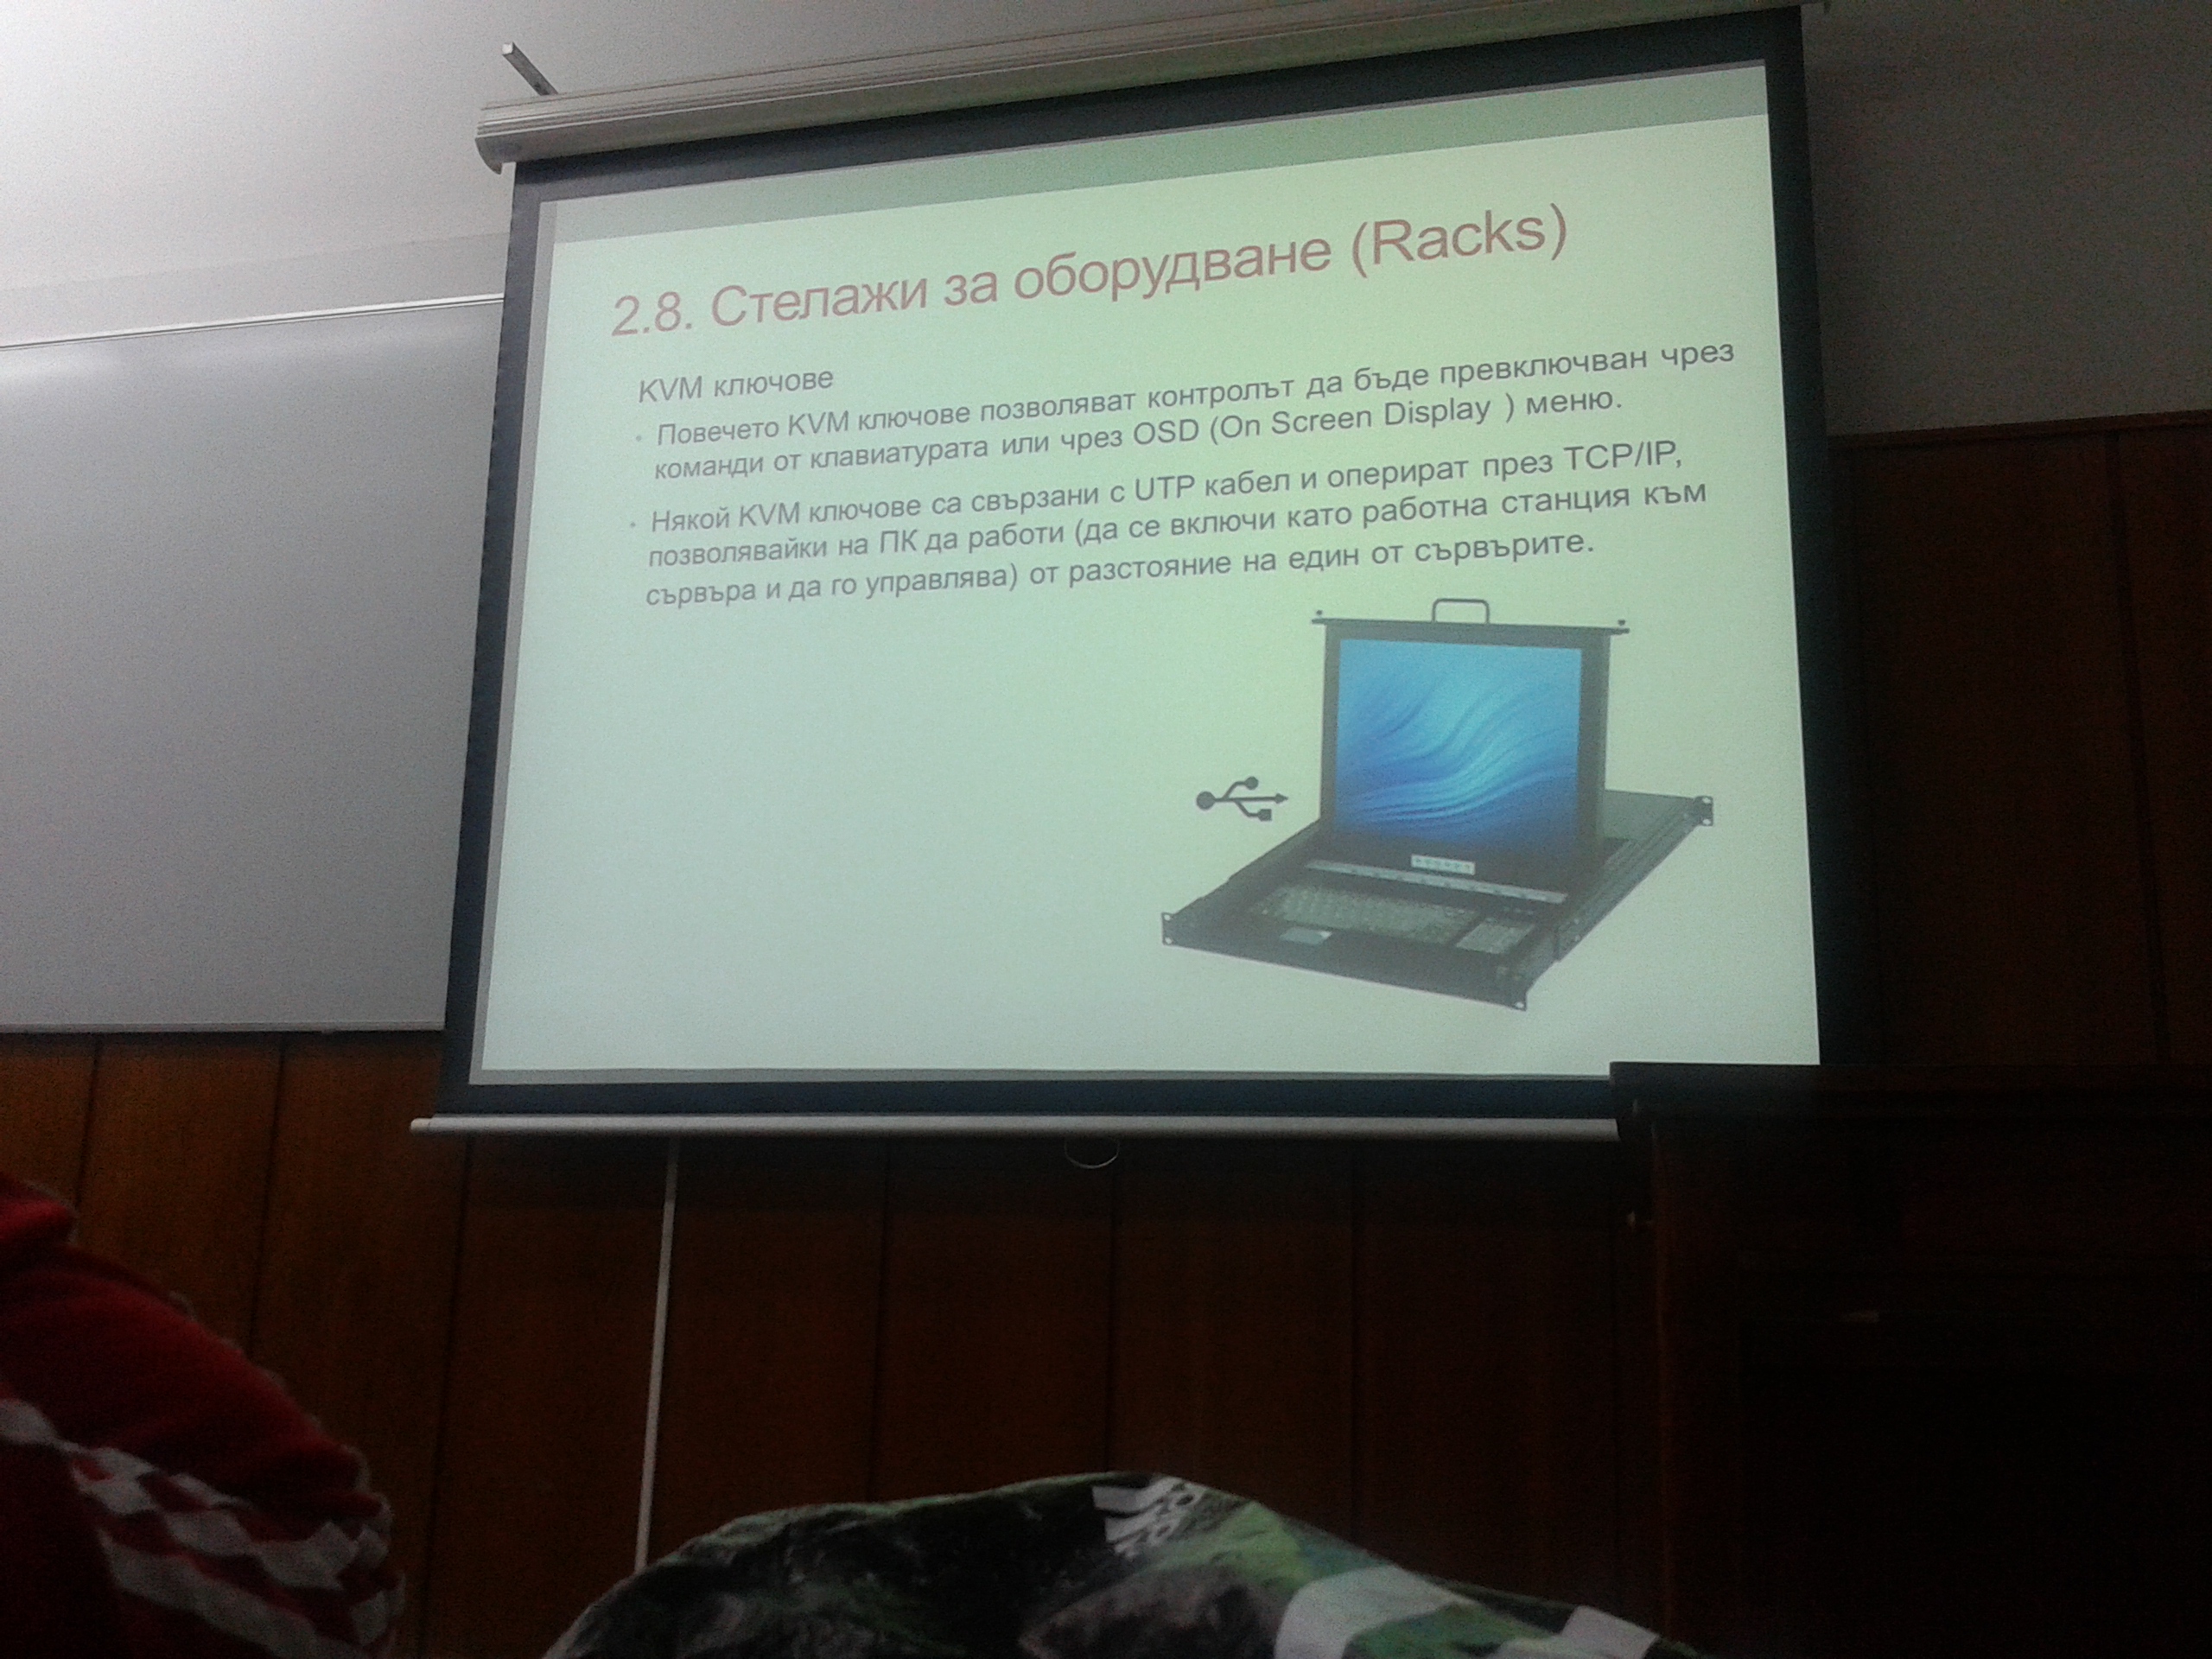 2.8. Стелажи за оборудване (Racks)
KVM ключове
• Повечето KVM ключове позволяват контролът да бъде превключван чрез
команди от клавиатурата или чрез OSD (On Screen Display ) меню.
• Някой KVM ключове са свързани с UTP кабел и оперират през TCP/IP,
позволявайки на ПК да работи (да се включи като работна станция към
сървъра и да го управлява) от разстояние на един от сървърите.